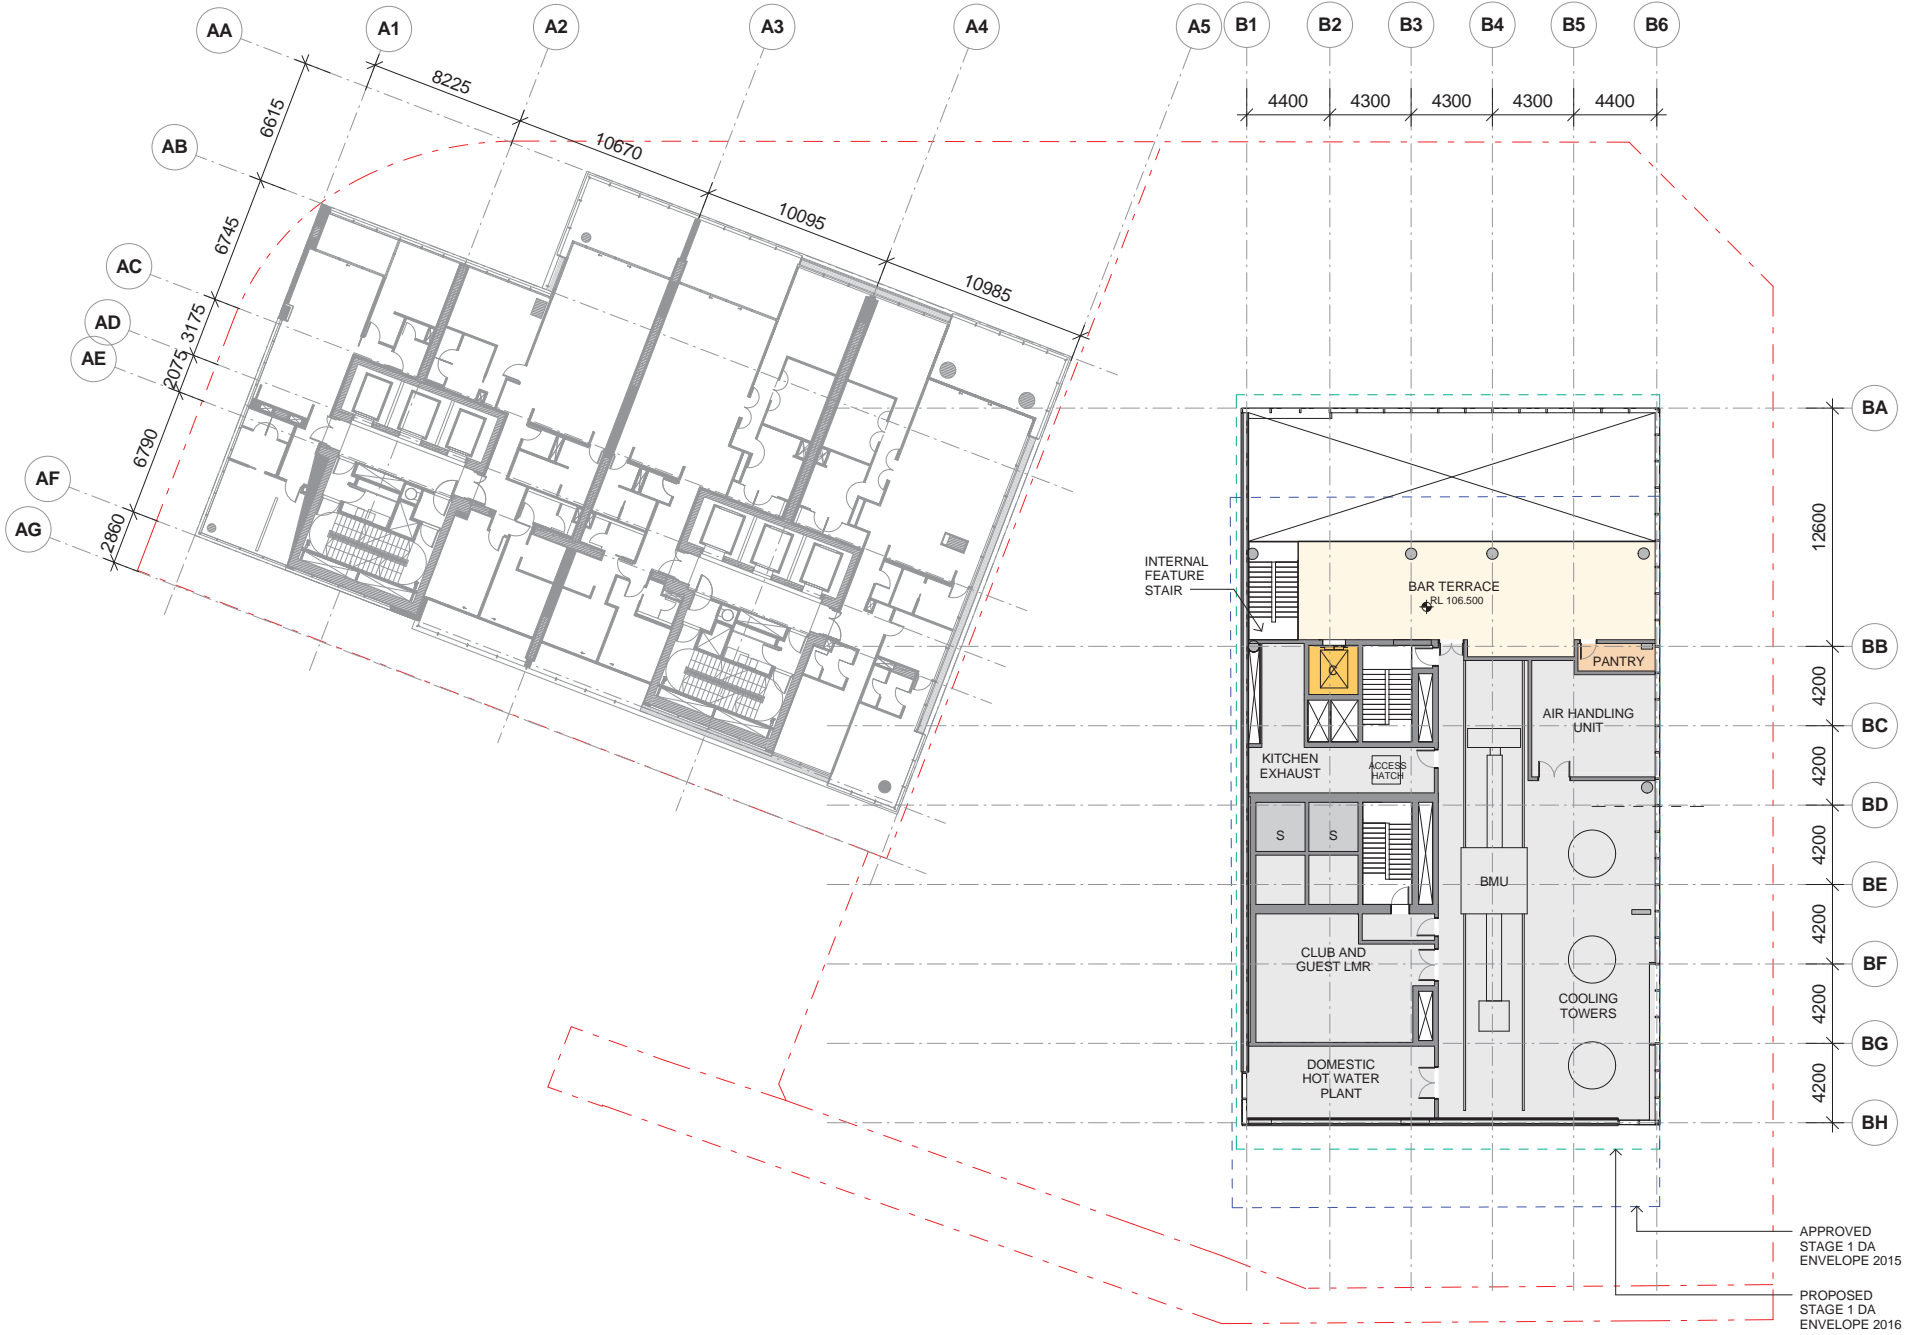 AA
A1
A2
A3
A4
A5
B1
B2
B3
B4
B5
B6
8225
10670
10095
10985
4400
4300
4300
4300
4400
AB
AC
AD
AE
AF
AG
6615
6745
3175
2075
6790
2860
BA
BB
BC
BD
BE
BF
BG
BH
12600
4200
4200
4200
4200
4200
4200
INTERNAL
FEATURE
STAIR
BAR TERRACE
RL 106.500
C
PANTRY
AIR HANDLING
UNIT
KITCHEN
EXHAUST
ACCESS
HATCH
S
S
BMU
CLUB AND
GUEST LMR
COOLING
TOWERS
DOMESTIC
HOT WATER
PLANT
APPROVED
STAGE 1 DA
ENVELOPE 2015
PROPOSED
STAGE 1 DA
ENVELOPE 2016